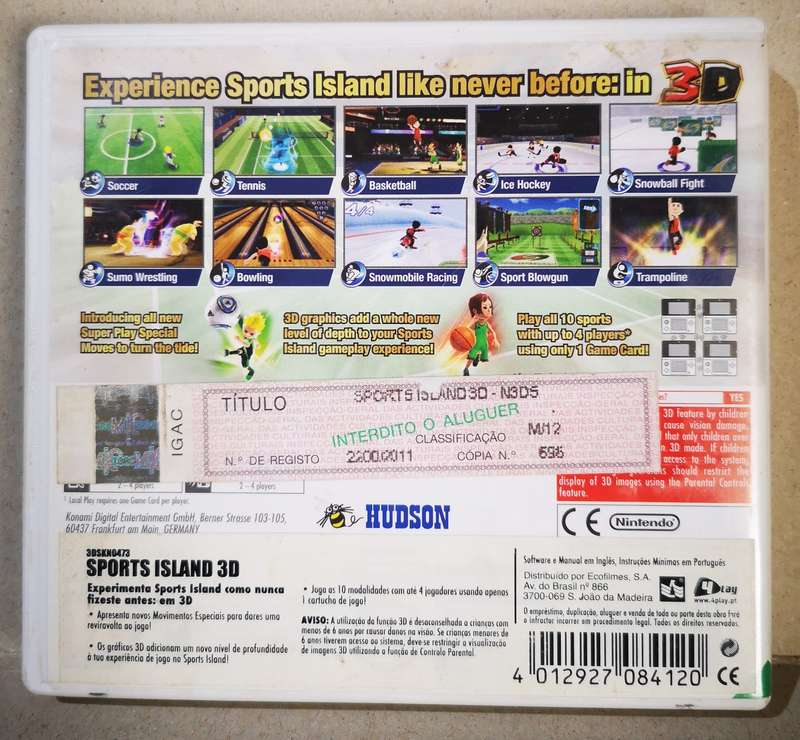 Experience Sports Island like never before: in 3D
Soccer
Tennis
Basketball
Ice Hockey
Snowball Fight
4/4
Sumo Wrestling
Bowling
Snowmobile Racing
Sport Blowgun
Trampoline
Introducing all new
Super Play Special
Moves to turn the tide!
3D graphics add a whole new
level of depth to your Sports
Island gameplay experience!
Play all 10 sports
with up to 4 players*
using only 1 Game Card!
IGAC
TÍTULO
SPORTS ISLAND 3D - N3DS
INTERDITO O ALUGUER
CLASSIFICAÇÃO
M/12
N.º DE REGISTO
2200/2011
CÓPIA N.º
696
YES
3D feature by children
cause vision damage,
that only children over
in 3D mode. If children
access to the system,
should restrict the
display of 3D images using the Parental Controls
feature.
2 – 4 players
2 – 4 players
¹ Local Play requires one Game Card per player.
Konami Digital Entertainment GmbH, Berner Strasse 103-105,
60437 Frankfurt am Main, GERMANY
HUDSON
CE
Nintendo
3DSKN0473
SPORTS ISLAND 3D
Experimenta Sports Island como nunca
fizeste antes: em 3D
• Apresenta novos Movimentos Especiais para dares uma
reviravolta ao jogo!
• Os gráficos 3D adicionam um novo nível de profundidade
à tua experiência de jogo no Sports Island!
• Joga as 10 modalidades com até 4 jogadores usando apenas
1 cartucho de jogo!
AVISO: A utilização da função 3D é desaconselhada a crianças com
menos de 6 anos por causar danos na visão. Se crianças menores de
6 anos tiverem acesso ao sistema, deve-se restringir a visualização
de imagens 3D utilizando a função de Controlo Parental.
Software e Manual em Inglês, Instruções Mínimas em Português
Distribuído por Ecofilmes, S.A.
Av. do Brasil nº 866
3700-069 S. João da Madeira
4Play
www.4play.pt
O empréstimo, duplicação, aluguer e venda de toda ou parte desta obra fará
o infractor incorrer em procedimento legal. Todos os direitos reservados.
4 012927 084120
CE